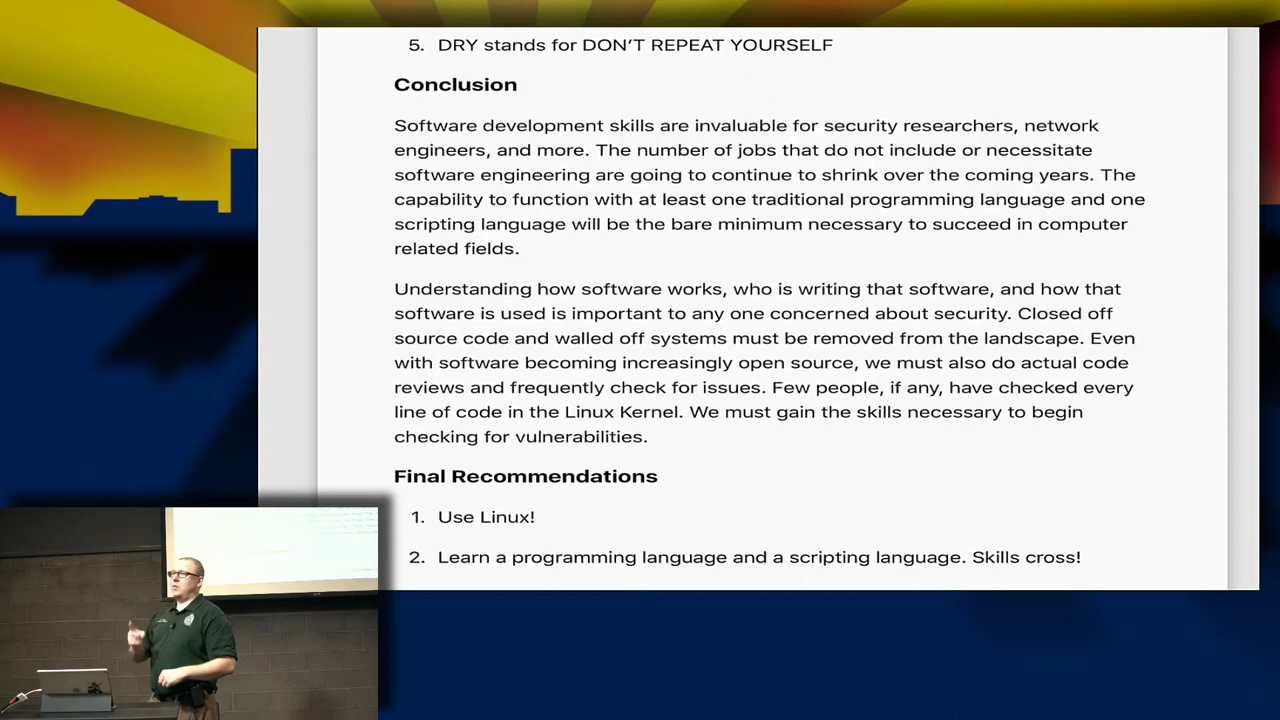 5. DRY stands for DON'T REPEAT YOURSELF
Conclusion
Software development skills are invaluable for security researchers, network
engineers, and more. The number of jobs that do not include or necessitate
software engineering are going to continue to shrink over the coming years. The
capability to function with at least one traditional programming language and one
scripting language will be the bare minimum necessary to succeed in computer
related fields.
Understanding how software works, who is writing that software, and how that
software is used is important to any one concerned about security. Closed off
source code and walled off systems must be removed from the landscape. Even
with software becoming increasingly open source, we must also do actual code
reviews and frequently check for issues. Few people, if any, have checked every
line of code in the Linux Kernel. We must gain the skills necessary to begin
checking for vulnerabilities.
Final Recommendations
1. Use Linux!
2. Learn a programming language and a scripting language. Skills cross!